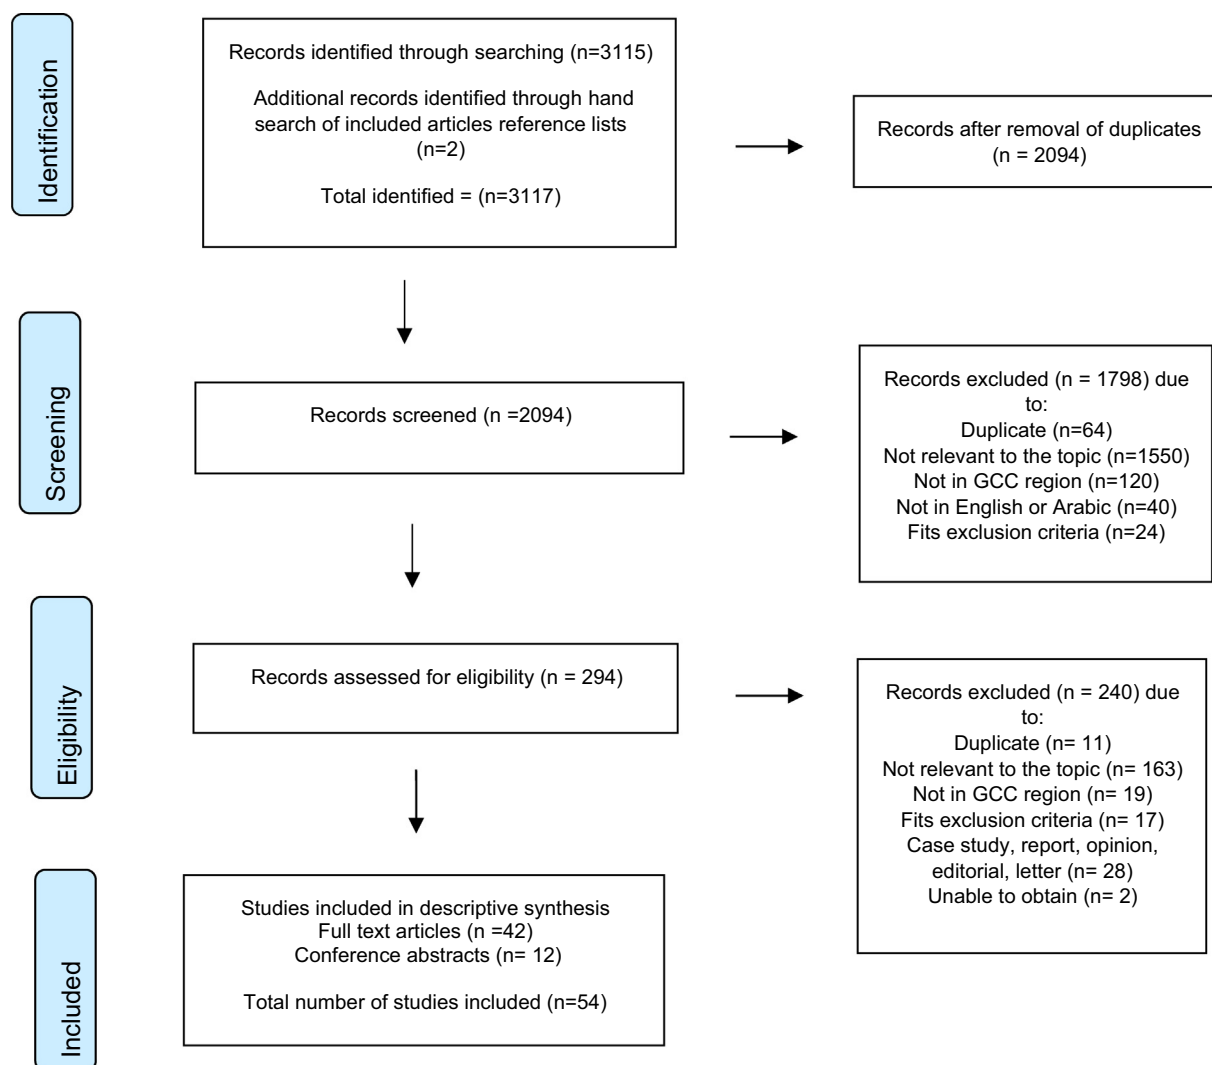 Identification
Records identified through searching (n=3115)
Additional records identified through hand
search of included articles reference lists
(n=2)
Total identified = (n=3117)
Records after removal of duplicates
(n = 2094)
Screening
Records screened (n =2094)
Records excluded (n = 1798) due
to:
Duplicate (n=64)
Not relevant to the topic (n=1550)
Not in GCC region (n=120)
Not in English or Arabic (n=40)
Fits exclusion criteria (n=24)
Eligibility
Records assessed for eligibility (n = 294)
Records excluded (n = 240) due
to:
Duplicate (n= 11)
Not relevant to the topic (n= 163)
Not in GCC region (n= 19)
Fits exclusion criteria (n= 17)
Case study, report, opinion,
editorial, letter (n= 28)
Unable to obtain (n= 2)
Included
Studies included in descriptive synthesis
Full text articles (n =42)
Conference abstracts (n= 12)
Total number of studies included (n=54)